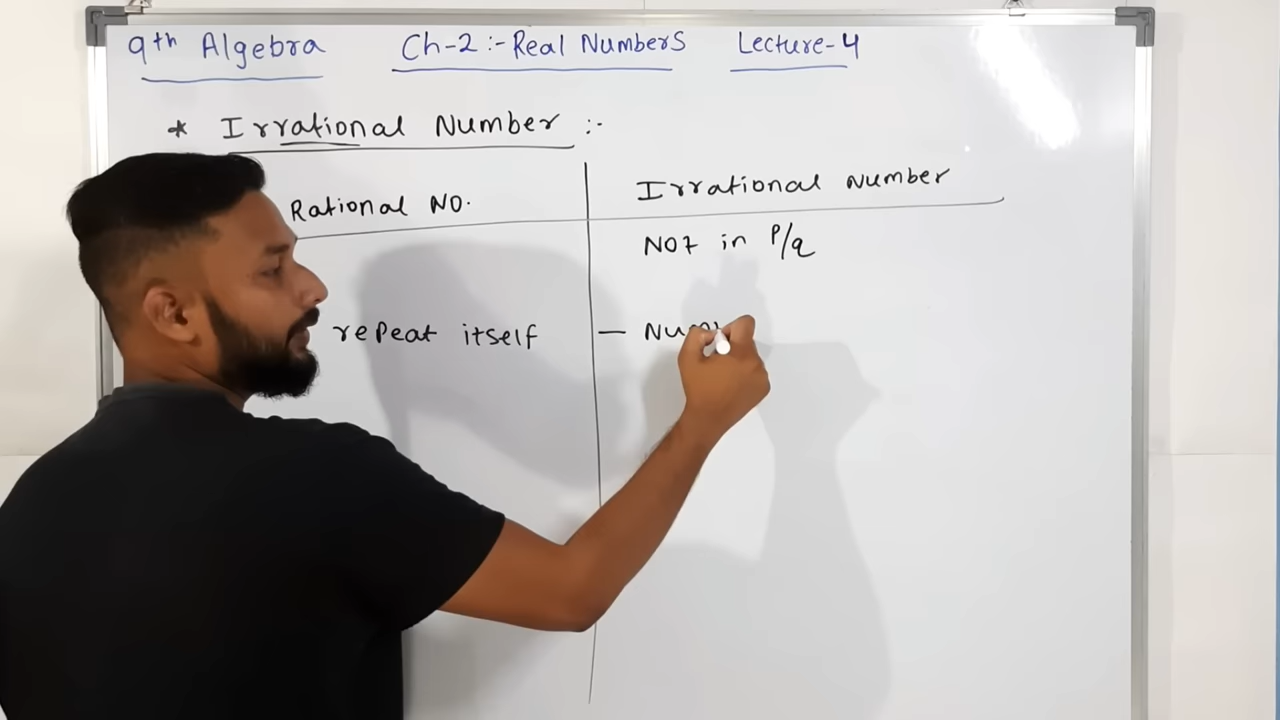 9th Algebra Ch-2 :- Real Numbers Lecture-4
* Irrational Number :-
Rational No. Irrational Number
Not in P/q
repeat itself — Num